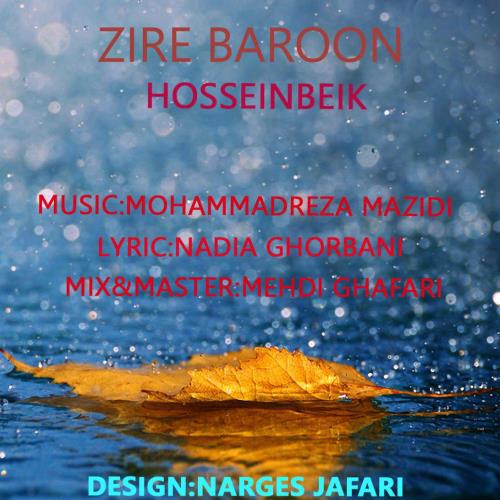 ZIRE BAROON
HOSSEINBEIK
MUSIC:MOHAMMADREZA MAZIDI
LYRIC:NADIA GHORBANI
MIX&MASTER:MEHDI GHAFARI
DESIGN:NARGES JAFARI